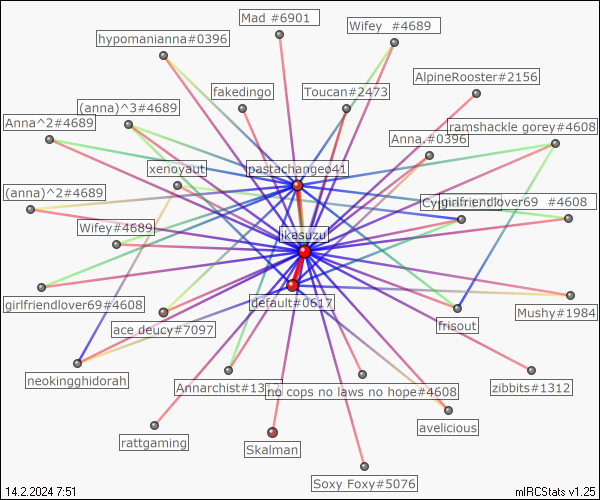 Mad #6901
Wifey #4689
hypomanianna#0396
AlpineRooster#2156
fakedingo
Toucan#2473
(anna)^3#4689
Anna^2#4689
ramshackle gorey#4608
Anna.#0396
xenoyaut
pastachangeo41
(anna)^2#4689
girlfriendlover69 #4608
Wifey#4689
ikasuzu
default#0617
girlfriendlover69#4608
Mushy#1984
ace deucy#7097
frisout
neokingghidorah
Annarchist#1312
no cops no laws no hope#4608
zibbits#1312
rattgaming
avelicious
Skalman
Soxy Foxy#5076
14.2.2024 7:51
mIRCStats v1.25